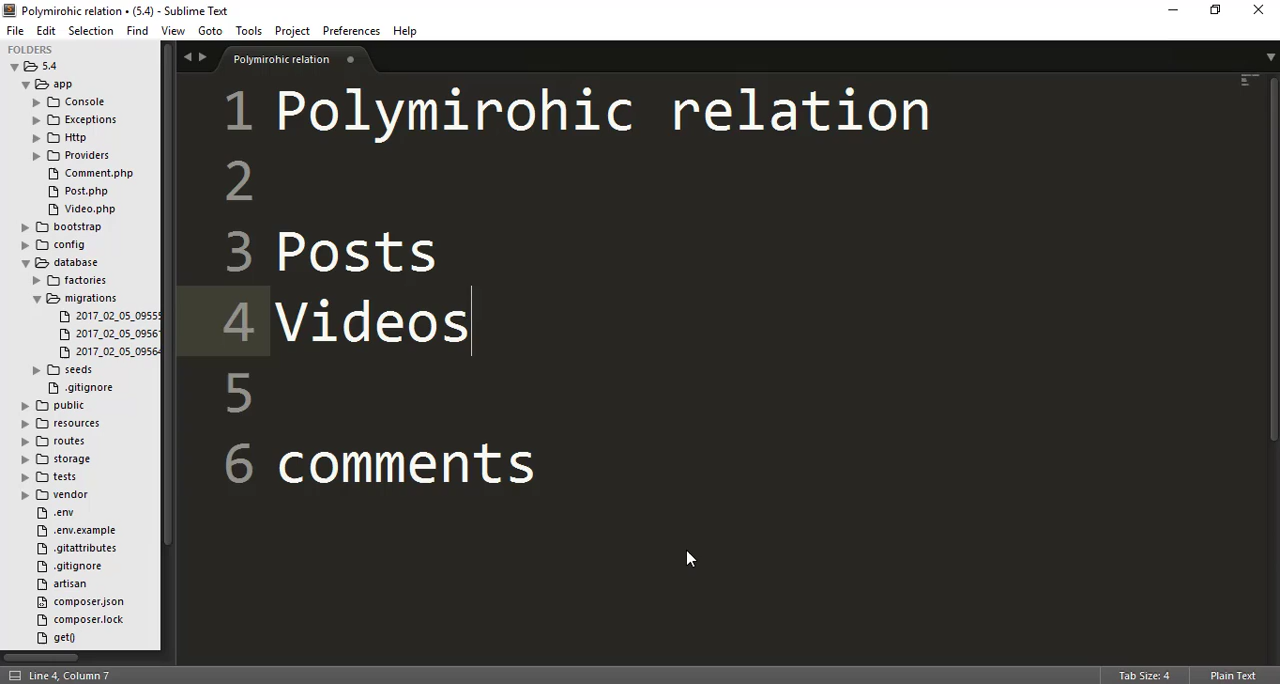 Polymirohic relation • (5.4) - Sublime Text
File Edit Selection Find View Goto Tools Project Preferences Help
FOLDERS
5.4
app
Console
Exceptions
Http
Providers
Comment.php
Post.php
Video.php
bootstrap
config
database
factories
migrations
2017_02_05_0955
2017_02_05_0956
2017_02_05_0956
seeds
.gitignore
public
resources
routes
storage
tests
vendor
.env
.env.example
.gitattributes
.gitignore
artisan
composer.json
composer.lock
get()
Polymirohic relation
1 Polymirohic relation
2
3 Posts
4 Videos
5
6 comments
Line 4, Column 7
Tab Size: 4
Plain Text